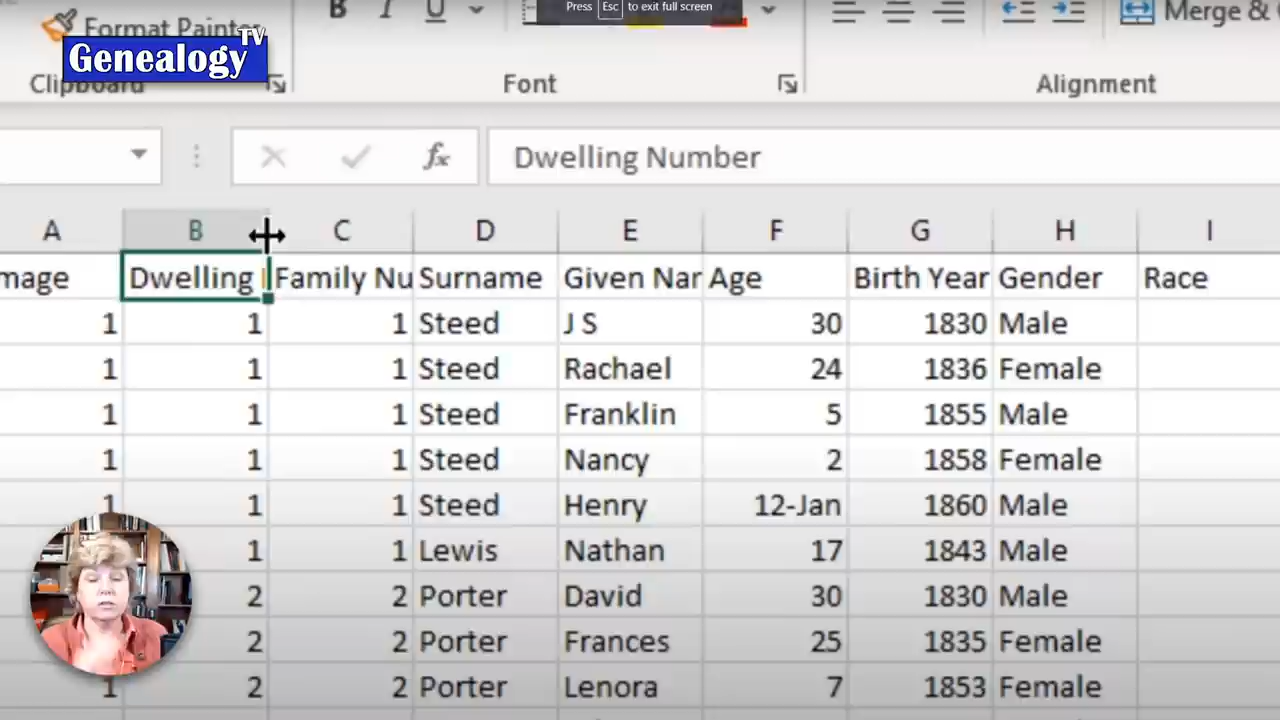 Press Esc to exit full screen
Format Painter
Merge &
Genealogy TV
Clipboard Font Alignment
fx Dwelling Number
A B C D E F G H I
mage Dwelling Family Nu Surname Given Nar Age Birth Year Gender Race
1 1 1 Steed J S 30 1830 Male
1 1 1 Steed Rachael 24 1836 Female
1 1 1 Steed Franklin 5 1855 Male
1 1 1 Steed Nancy 2 1858 Female
1 1 1 Steed Henry 12-Jan 1860 Male
1 1 Lewis Nathan 17 1843 Male
2 2 Porter David 30 1830 Male
2 2 Porter Frances 25 1835 Female
1 2 2 Porter Lenora 7 1853 Female